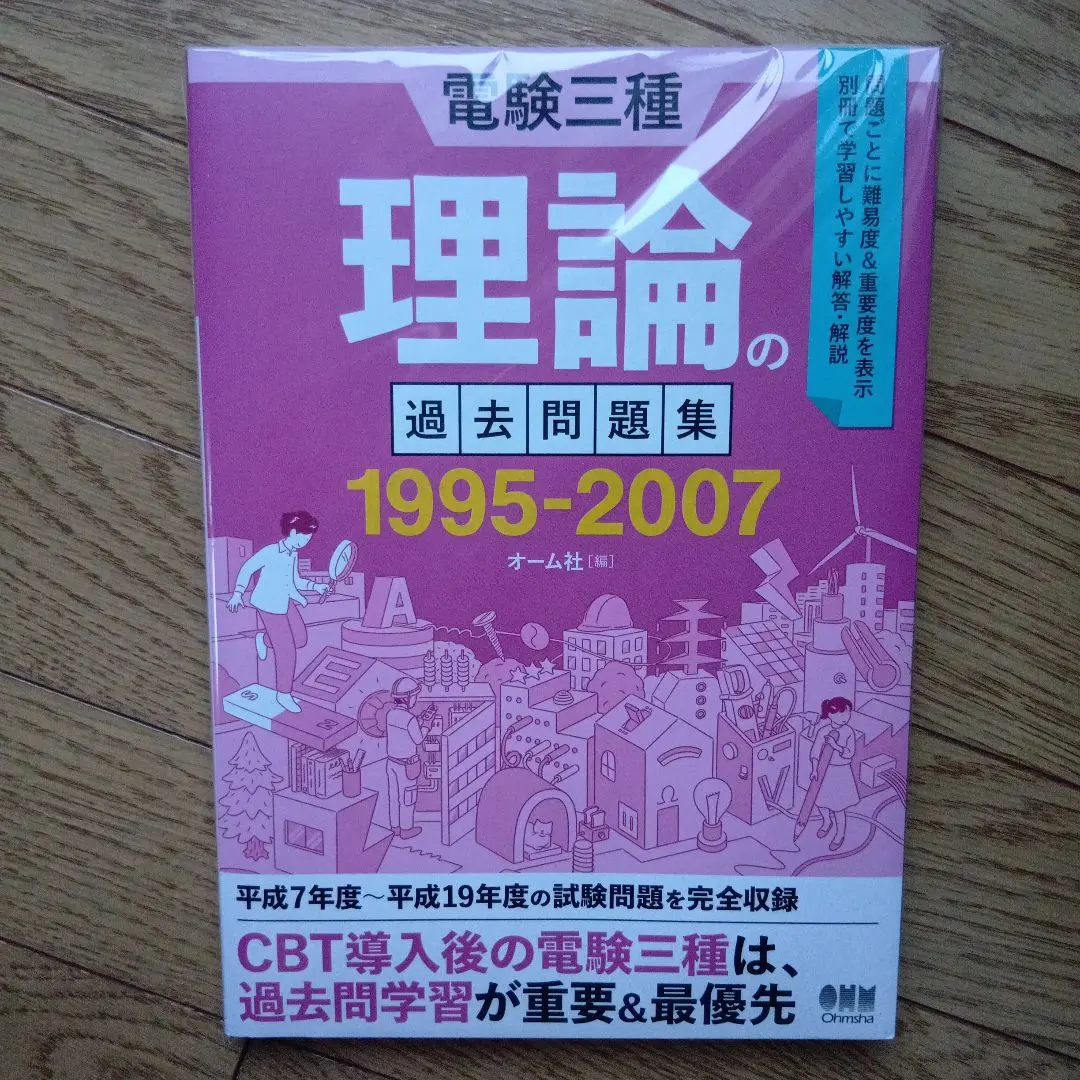 電験三種
問題ごとに難易度&重要度を表示
別冊で学習しやすい解答・解説
理論の
過去問題集
1995-2007
オーム社[編]
A
E
S
N
Ω
V
平成7年度～平成19年度の試験問題を完全収録
CBT導入後の電験三種は、
過去問学習が重要&最優先
OHM
Ohmsha